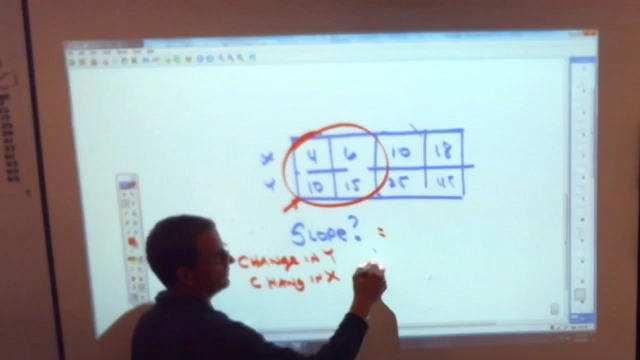 X 4 6 10 18
Y 10 15 25 45
SLOPE? =
CHANGE IN Y
CHANG IN X